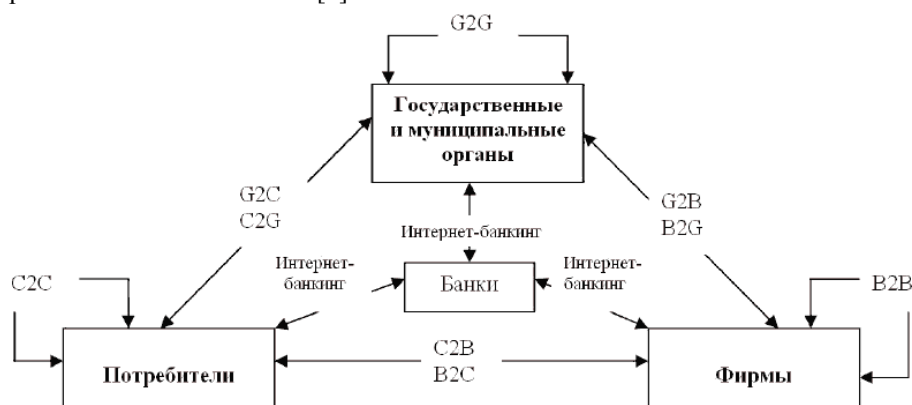 G2G
Государственные
и муниципальные
органы
G2C
C2G
G2B
B2G
Интернет-банкинг
Интернет-
банкинг
Банки
Интернет-
банкинг
C2C
B2B
Потребители
C2B
B2C
Фирмы